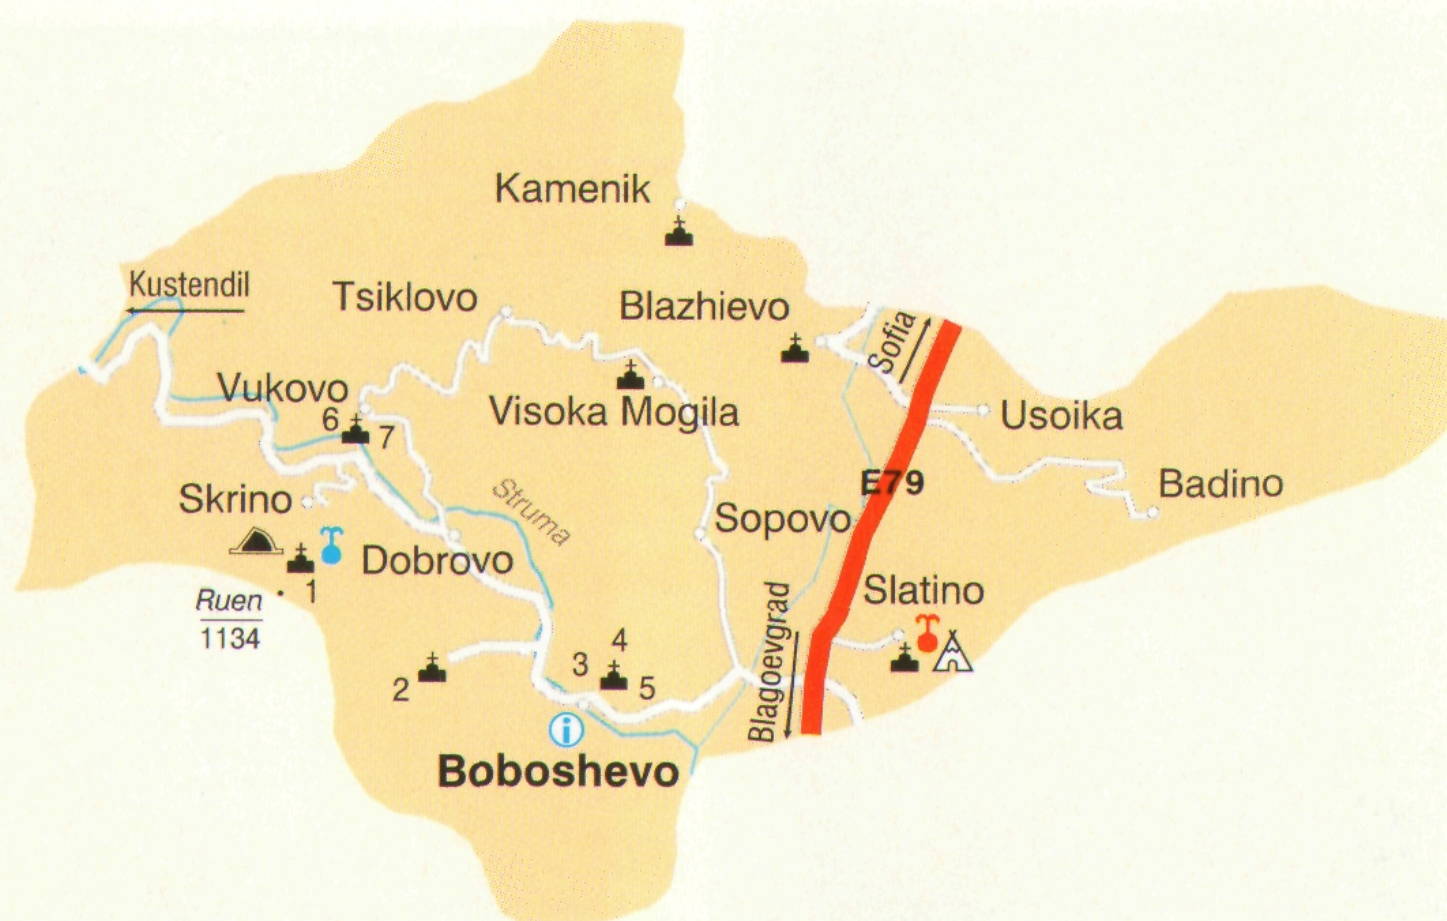 Kamenik
Kustendil
Tsiklovo
Blazhievo
Sofia
Vukovo
6
7
Visoka Mogila
Usoika
E79
Badino
Skrino
Struma
Sopovo
Dobrovo
1
Ruen
1134
Slatino
Blagoevgrad
2
3
4
5
i
Boboshevo